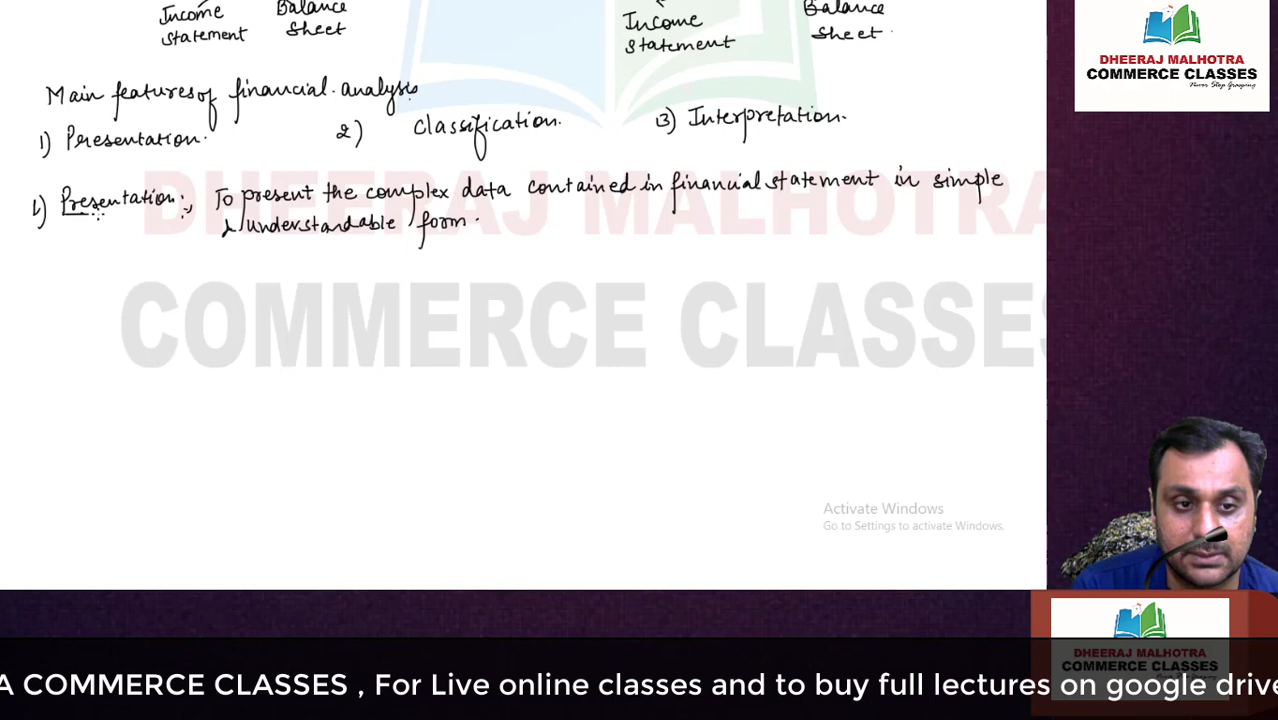 Income
Statement
Balance
Sheet
Income
Statement
Balance
Sheet.
Main features of financial analysis
1) Presentation.
2) Classification.
3) Interpretation.
1) Presentation:- To present the complex data contained in financial statement in simple
& understandable form.
DHEERAJ MALHOTRA
COMMERCE CLASSES
Activate Windows
Go to Settings to activate Windows.
DHEERAJ MALHOTRA
COMMERCE CLASSES
Never Stop Grasping
DHEERAJ MALHOTRA
COMMERCE CLASSES
A COMMERCE CLASSES , For Live online classes and to buy full lectures on google drive